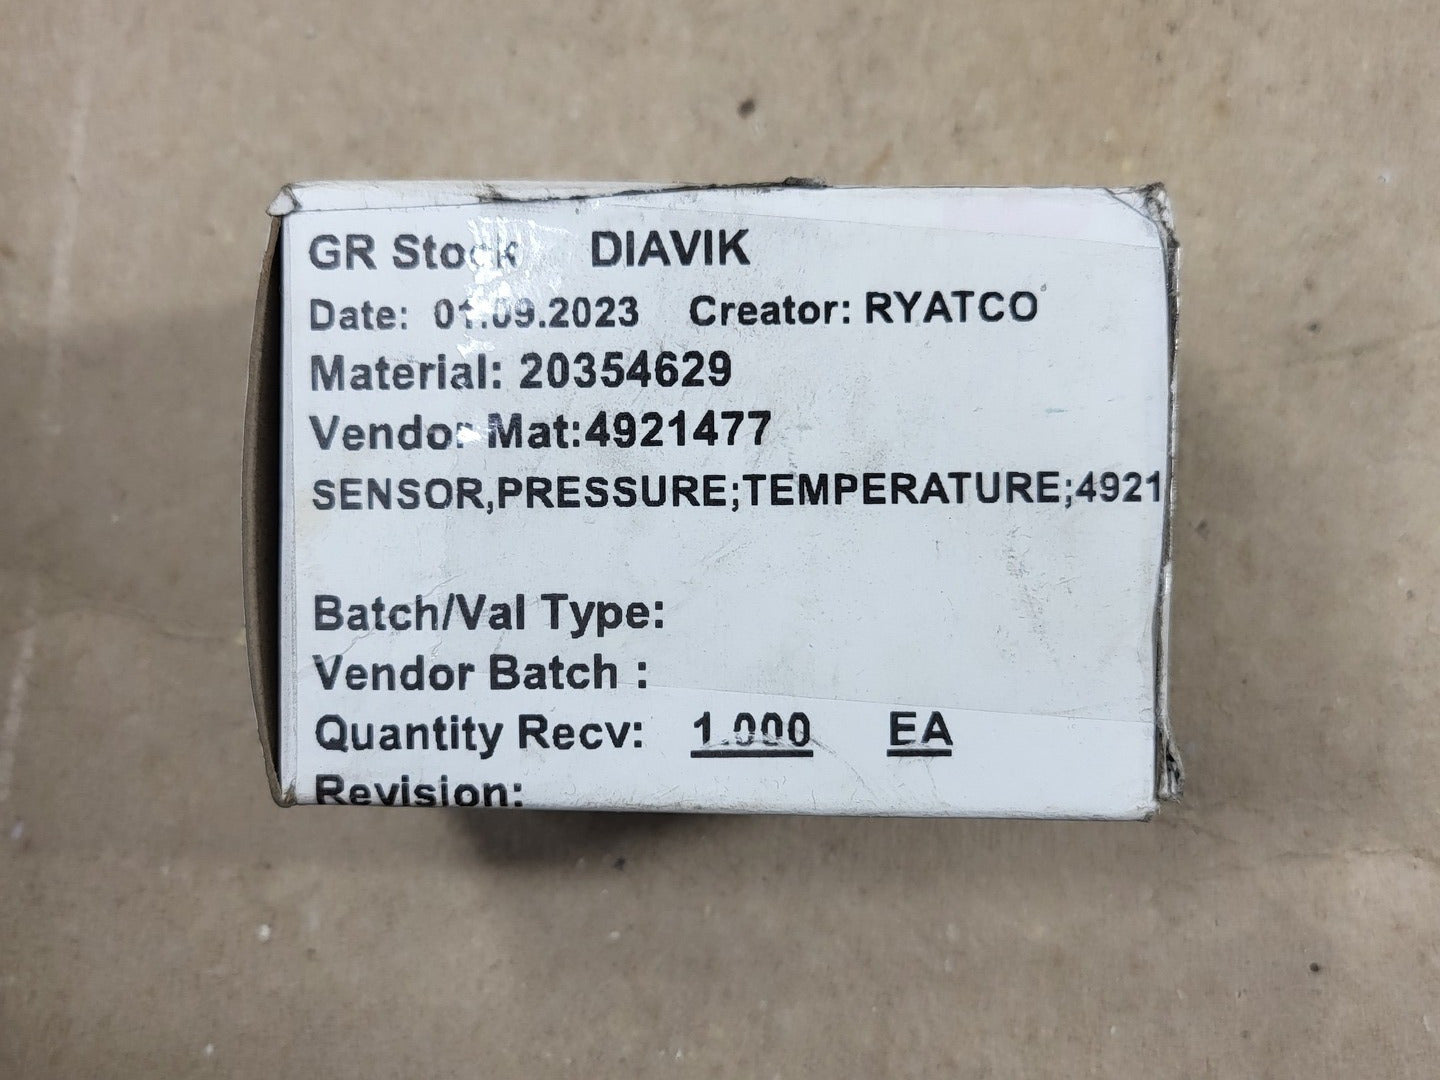 GR Stock DIAVIK
Date: 01.09.2023 Creator: RYATCO
Material: 20354629
Vendor Mat:4921477
SENSOR,PRESSURE;TEMPERATURE;4921
Batch/Val Type:
Vendor Batch :
Quantity Recv: 1.000 EA
Revision: